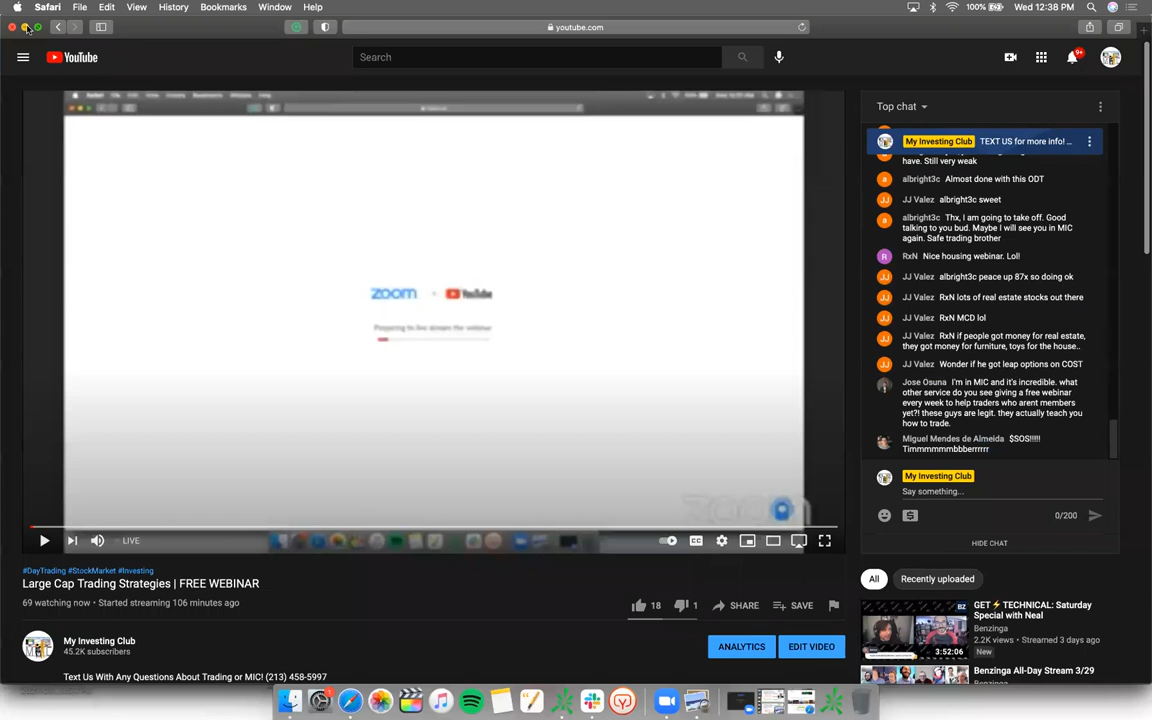 Safari File Edit View History Bookmarks Window Help
100% Wed 12:38 PM
youtube.com
YouTube
Search
9+
Top chat
My Investing Club TEXT US for more info! ...
have. Still very weak
albright3c Almost done with this ODT
JJ Valez albright3c sweet
albright3c Thx, I am going to take off. Good
talking to you bud. Maybe I will see you in MIC
again. Safe trading brother
RxN Nice housing webinar. Lol!
JJ Valez albright3c peace up 87x so doing ok
JJ Valez RxN lots of real estate stocks out there
JJ Valez RxN MCD lol
JJ Valez RxN if people got money for real estate,
they got money for furniture, toys for the house..
JJ Valez Wonder if he got leap options on COST
Jose Osuna I'm in MIC and it's incredible. what
other service do you see giving a free webinar
every week to help traders who arent members
yet?! these guys are legit. they actually teach you
how to trade.
Miguel Mendes de Almeida $SOS!!!!!
Timmmmmbbberrrrrr
My Investing Club
Say something...
0/200
HIDE CHAT
zoom YouTube
Preparing to live stream the webinar
zoom
LIVE
#DayTrading #StockMarket #Investing
Large Cap Trading Strategies | FREE WEBINAR
69 watching now • Started streaming 106 minutes ago
18 1 SHARE SAVE
My Investing Club
45.2K subscribers
ANALYTICS EDIT VIDEO
Text Us With Any Questions About Trading or MIC! (213) 458-5997
All Recently uploaded
GET⚡TECHNICAL: Saturday
Special with Neal
Benzinga
2.2K views • Streamed 3 days ago
New
BZ
3:52:06
Benzinga All-Day Stream 3/29